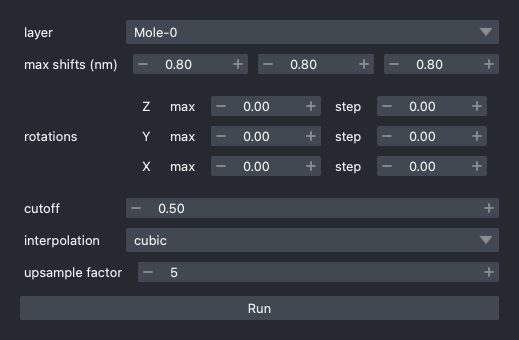 layer Mole-0
max shifts (nm) − 0.80 + − 0.80 + − 0.80 +
Z max − 0.00 + step − 0.00 +
rotations Y max − 0.00 + step − 0.00 +
X max − 0.00 + step − 0.00 +
cutoff − 0.50 +
interpolation cubic
upsample factor − 5 +
Run